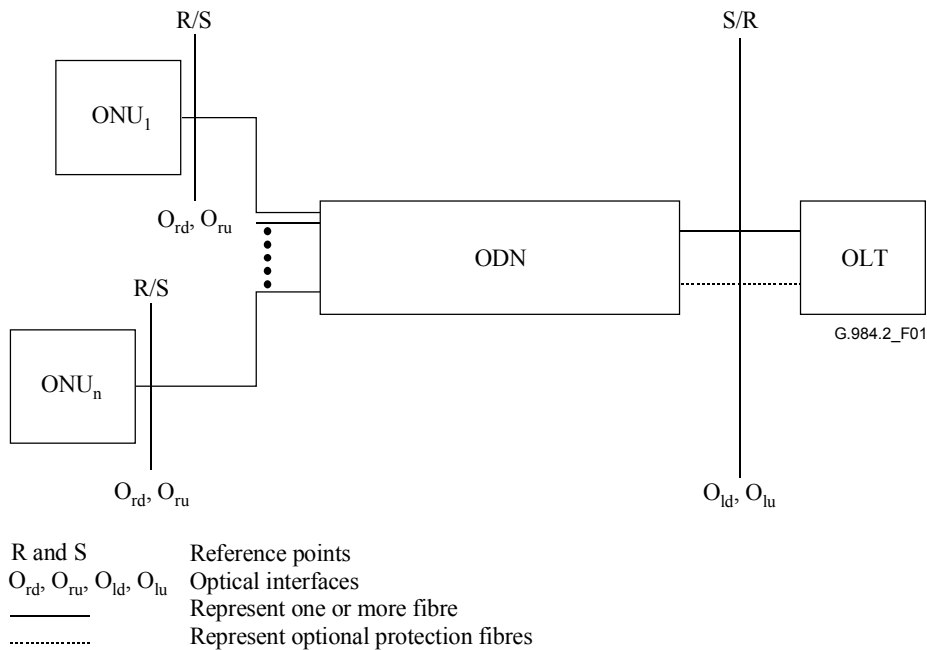 R/S
S/R
ONU1
Ord, Oru
ODN
OLT
R/S
G.984.2_F01
ONUn
Ord, Oru
Old, Olu
R and S Reference points
Ord, Oru, Old, Olu Optical interfaces
Represent one or more fibre
Represent optional protection fibres